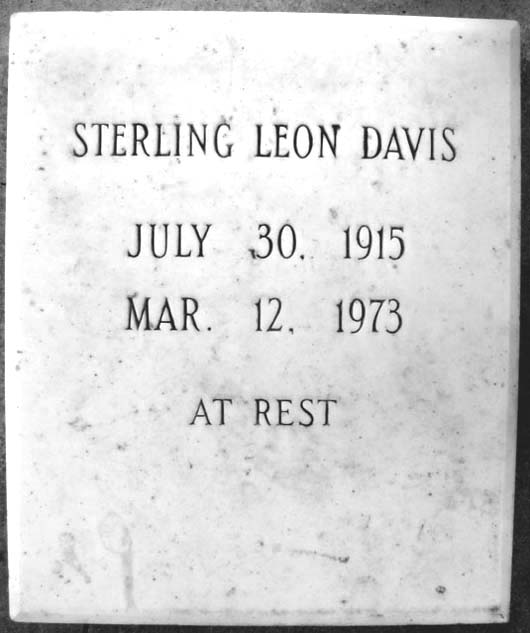 STERLING LEON DAVIS
JULY 30, 1915
MAR. 12, 1973
AT REST